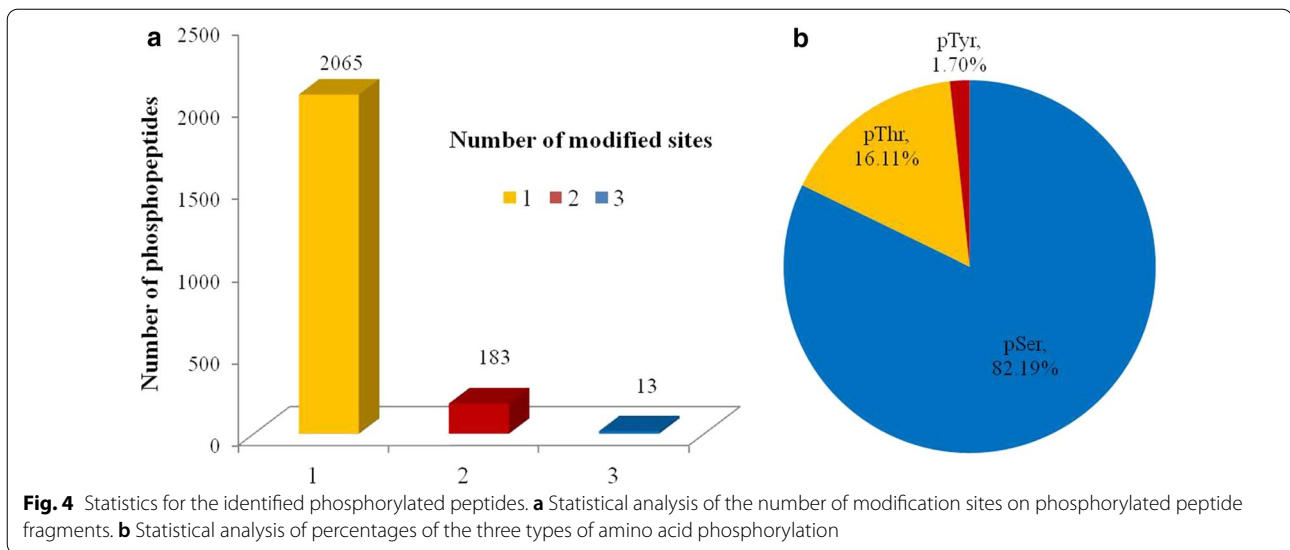 a
2500
2000
1500
1000
500
0
Number of phosphopeptides
2065
183
13
1 2 3
Number of modified sites
1 2 3
b
pTyr,
1.70%
pThr,
16.11%
pSer,
82.19%
Fig. 4 Statistics for the identified phosphorylated peptides. a Statistical analysis of the number of modification sites on phosphorylated peptide
fragments. b Statistical analysis of percentages of the three types of amino acid phosphorylation